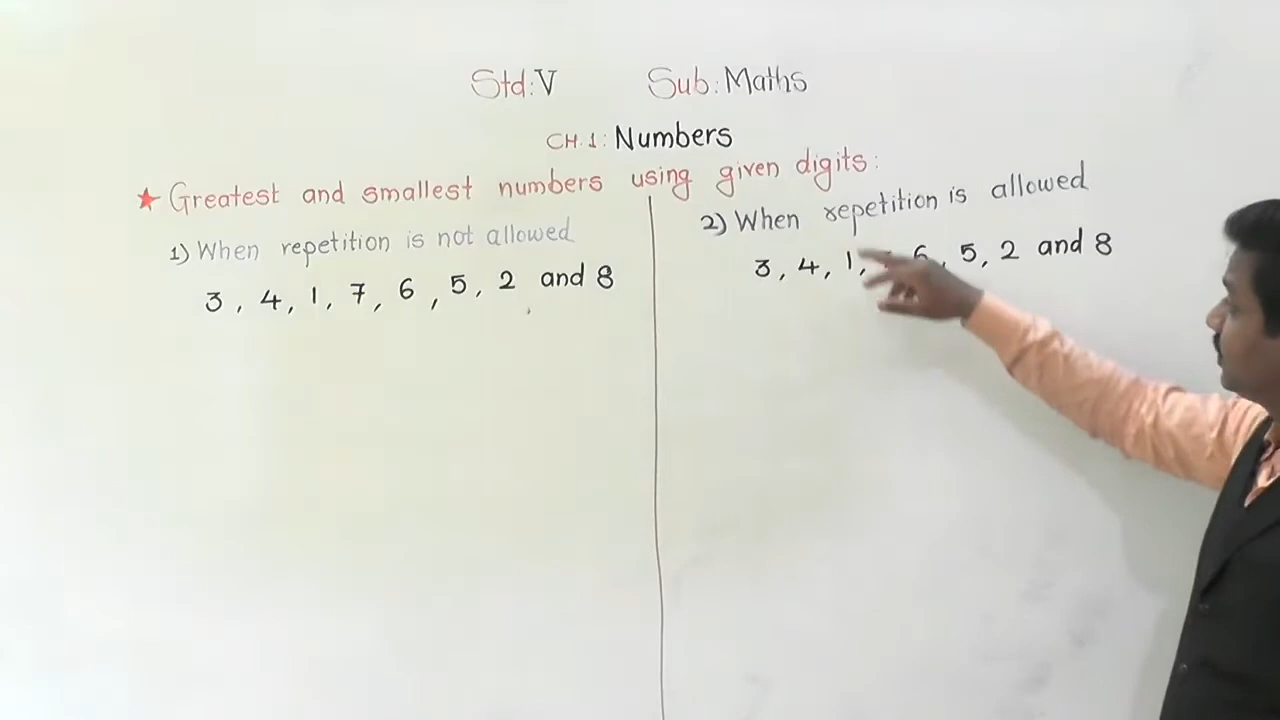 Std: V Sub: Maths
CH. 1: Numbers
★ Greatest and smallest numbers using given digits:
1) When repetition is not allowed
3, 4, 1, 7, 6, 5, 2 and 8
2) When repetition is allowed
3, 4, 1, 6, 5, 2 and 8